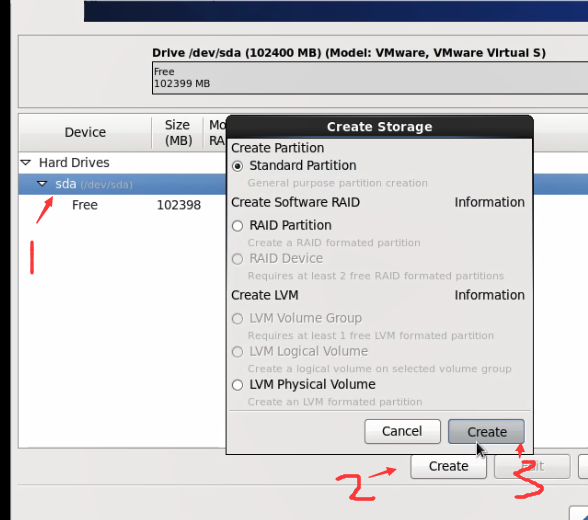 Drive /dev/sda (102400 MB) (Model: VMware, VMware Virtual S)
Free
102399 MB
Device
Size
(MB)
Hard Drives
sda (/dev/sda)
Free 102398
Create Storage
Create Partition
Standard Partition
General purpose partition creation
Create Software RAID Information
RAID Partition
Create a RAID formated partition
RAID Device
Requires at least 2 free RAID formated partitions
Create LVM Information
LVM Volume Group
Requires at least 1 free LVM formated partition
LVM Logical Volume
Create a logical volume on selected volume group
LVM Physical Volume
Create an LVM formated partition
Cancel Create
Create
1
2
3